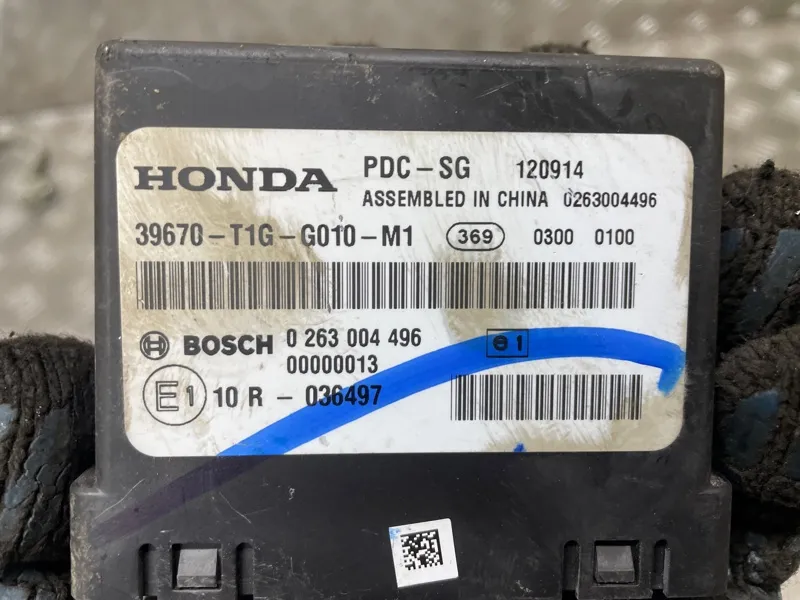 HONDA PDC-SG 120914
ASSEMBLED IN CHINA 0263004496
39670-T1G-G010-M1 369 0300 0100
BOSCH 0 263 004 496 e1
00000013
E1 10 R - 036497